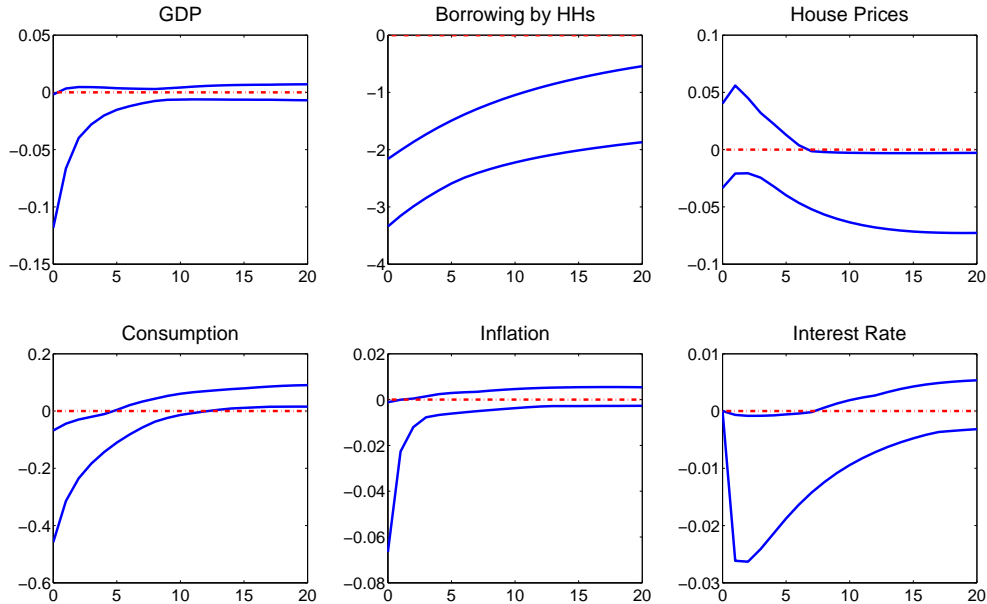 GDP
0.05
0
−0.05
−0.1
−0.15
0 5 10 15 20
Borrowing by HHs
0
−1
−2
−3
−4
0 5 10 15 20
House Prices
0.1
0.05
0
−0.05
−0.1
0 5 10 15 20
Consumption
0.2
0
−0.2
−0.4
−0.6
0 5 10 15 20
Inflation
0.02
0
−0.02
−0.04
−0.06
−0.08
0 5 10 15 20
Interest Rate
0.01
0
−0.01
−0.02
−0.03
0 5 10 15 20